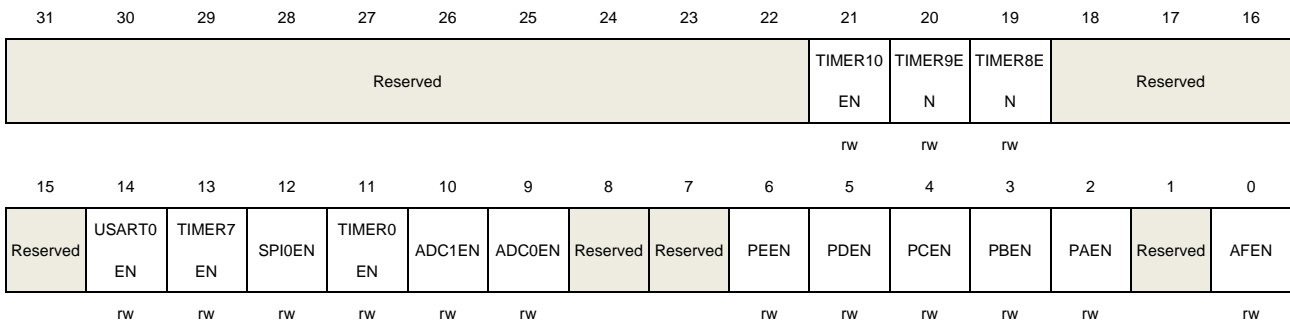 31 30 29 28 27 26 25 24 23 22 21 20 19 18 17 16
Reserved TIMER10 TIMER9E TIMER8E Reserved
EN N N
rw rw rw
15 14 13 12 11 10 9 8 7 6 5 4 3 2 1 0
Reserved USART0 TIMER7 SPI0EN TIMER0 ADC1EN ADC0EN Reserved Reserved PEEN PDEN PCEN PBEN PAEN Reserved AFEN
EN EN EN
rw rw rw rw rw rw rw rw rw rw rw rw